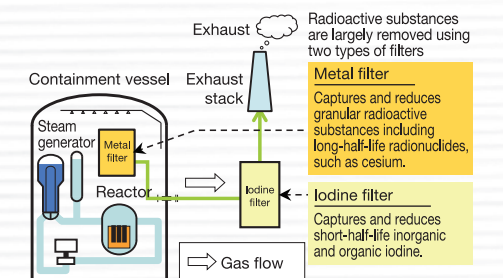 Exhaust
Radioactive substances
are largely removed using
two types of filters
Containment vessel
Exhaust
stack
Metal filter
Captures and reduces
granular radioactive
substances including
long-half-life radionuclides,
such as cesium.
Steam
generator
Metal
filter
Reactor
Iodine
filter
Iodine filter
Captures and reduces
short-half-life inorganic
and organic iodine.
Gas flow